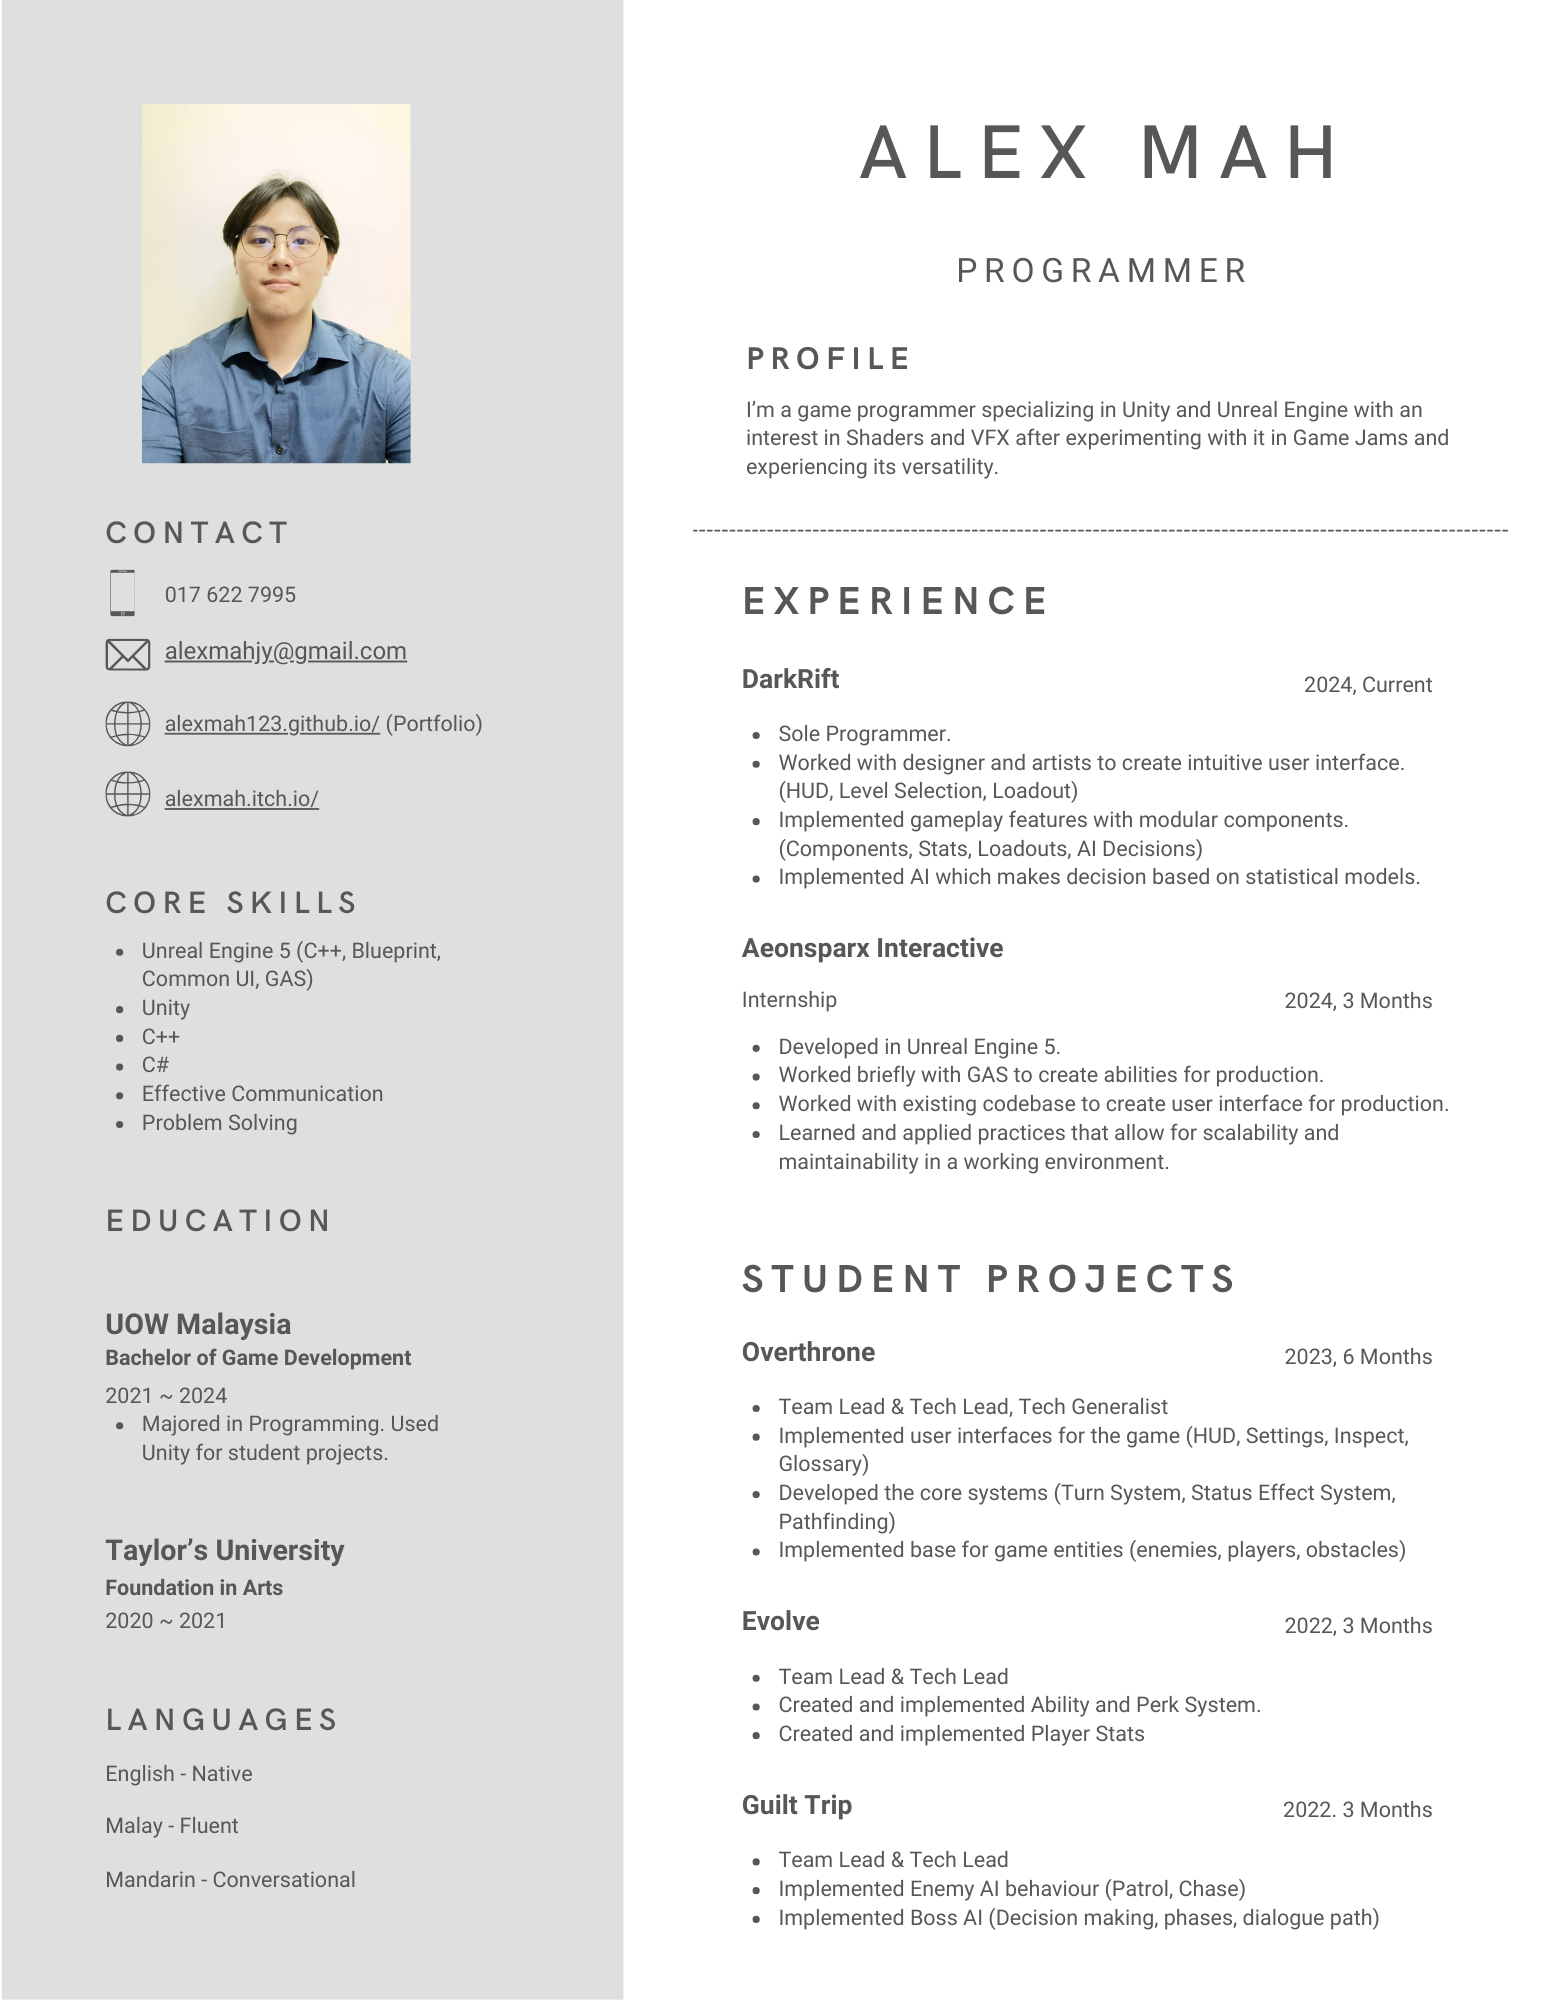 ALEX MAH
PROGRAMMER
PROFILE
I’m a game programmer specializing in Unity and Unreal Engine with an
interest in Shaders and VFX after experimenting with it in Game Jams and
experiencing its versatility.
CONTACT
017 622 7995
alexmahjy@gmail.com
alexmah123.github.io/ (Portfolio)
alexmah.itch.io/
CORE SKILLS
• Unreal Engine 5 (C++, Blueprint,
Common UI, GAS)
• Unity
• C++
• C#
• Effective Communication
• Problem Solving
EDUCATION
UOW Malaysia
Bachelor of Game Development
2021 ~ 2024
• Majored in Programming. Used
Unity for student projects.
Taylor’s University
Foundation in Arts
2020 ~ 2021
LANGUAGES
English - Native
Malay - Fluent
Mandarin - Conversational
EXPERIENCE
DarkRift 2024, Current
• Sole Programmer.
• Worked with designer and artists to create intuitive user interface.
(HUD, Level Selection, Loadout)
• Implemented gameplay features with modular components.
(Components, Stats, Loadouts, AI Decisions)
• Implemented AI which makes decision based on statistical models.
Aeonsparx Interactive
Internship 2024, 3 Months
• Developed in Unreal Engine 5.
• Worked briefly with GAS to create abilities for production.
• Worked with existing codebase to create user interface for production.
• Learned and applied practices that allow for scalability and
maintainability in a working environment.
STUDENT PROJECTS
Overthrone 2023, 6 Months
• Team Lead & Tech Lead, Tech Generalist
• Implemented user interfaces for the game (HUD, Settings, Inspect,
Glossary)
• Developed the core systems (Turn System, Status Effect System,
Pathfinding)
• Implemented base for game entities (enemies, players, obstacles)
Evolve 2022, 3 Months
• Team Lead & Tech Lead
• Created and implemented Ability and Perk System.
• Created and implemented Player Stats
Guilt Trip 2022. 3 Months
• Team Lead & Tech Lead
• Implemented Enemy AI behaviour (Patrol, Chase)
• Implemented Boss AI (Decision making, phases, dialogue path)